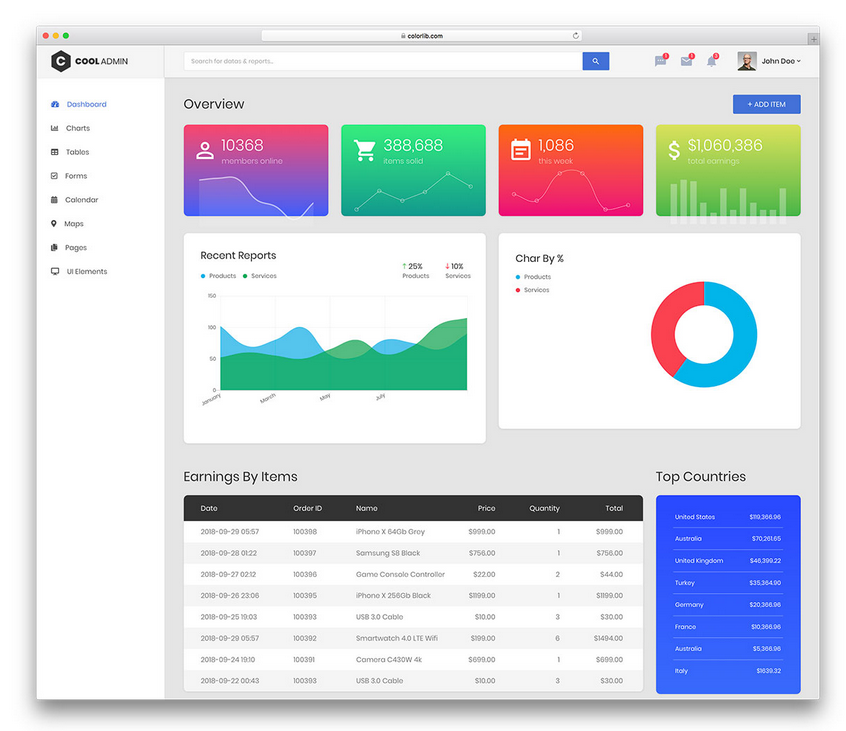 colorlib.com
COOL ADMIN
Search for datas & reports...
1
1
3
John Doe
Dashboard
Charts
Tables
Forms
Calendar
Maps
Pages
UI Elements
Overview
+ ADD ITEM
10368
members online
388,688
items solid
1,086
this week
$1,060,386
total earnings
Recent Reports
Products Services
↑ 25% ↓ 10%
Products Services
150
100
50
0
January March May July
Char By %
Products
Services
Earnings By Items
Date Order ID Name Price Quantity Total
2018-09-29 05:57 100398 iPhone X 64Gb Grey $999.00 1 $999.00
2018-09-28 01:22 100397 Samsung S8 Black $756.00 1 $756.00
2018-09-27 02:12 100396 Game Console Controller $22.00 2 $44.00
2018-09-26 23:06 100395 iPhone X 256Gb Black $1199.00 1 $1199.00
2018-09-25 19:03 100393 USB 3.0 Cable $10.00 3 $30.00
2018-09-29 05:57 100392 Smartwatch 4.0 LTE Wifi $199.00 6 $1494.00
2018-09-24 19:10 100391 Camera C430W 4k $699.00 1 $699.00
2018-09-22 00:43 100393 USB 3.0 Cable $10.00 3 $30.00
Top Countries
United States $119,366.96
Australia $70,261.65
United Kingdom $46,399.22
Turkey $35,364.90
Germany $20,366.96
France $10,366.96
Australia $5,366.96
Italy $1639.32